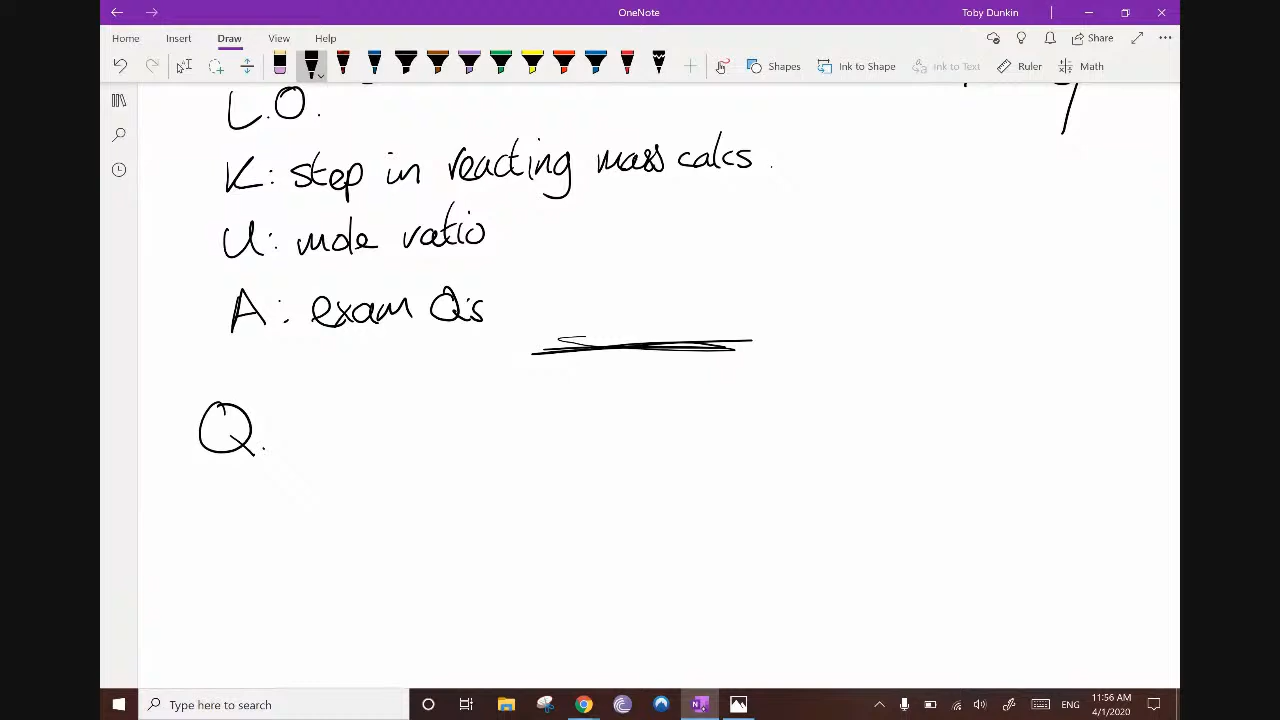 OneNote
Toby Dunkin
Home Insert Draw View Help
Share
Shapes Ink to Shape Ink to Text Ruler Math
L.O.
K: step in reacting mass calcs.
U: mole ratio
A: exam Q's
Q.
Type here to search
ENG
11:56 AM
4/1/2020